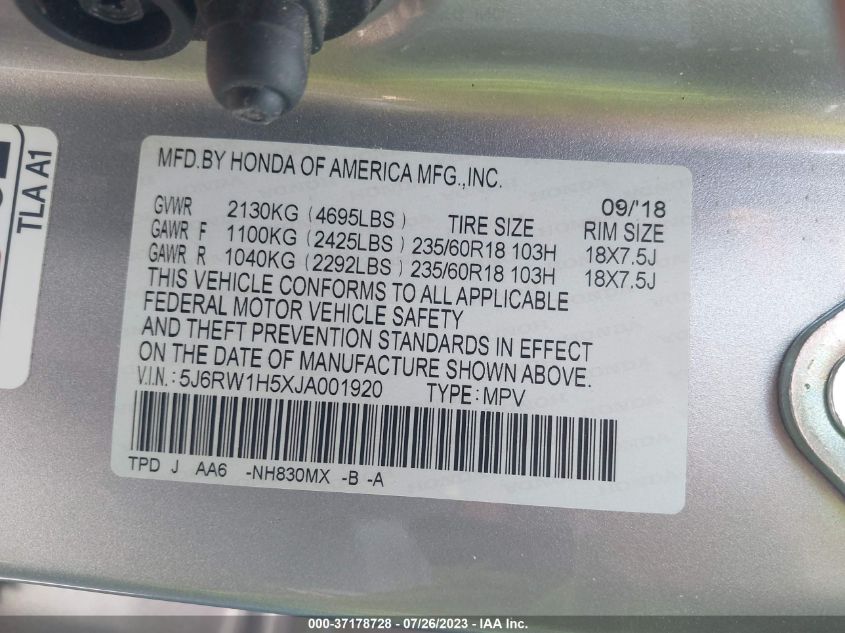 TLA A1
MFD.BY HONDA OF AMERICA MFG.,INC.
09/'18
GVWR 2130KG (4695LBS) TIRE SIZE RIM SIZE
GAWR F 1100KG (2425LBS) 235/60R18 103H 18X7.5J
GAWR R 1040KG (2292LBS) 235/60R18 103H 18X7.5J
THIS VEHICLE CONFORMS TO ALL APPLICABLE
FEDERAL MOTOR VEHICLE SAFETY
AND THEFT PREVENTION STANDARDS IN EFFECT
ON THE DATE OF MANUFACTURE SHOWN ABOVE.
V.I.N.: 5J6RW1H5XJA001920 TYPE: MPV
TPD J AA6 -NH830MX -B -A
000-37178728 - 07/26/2023 - IAA Inc.